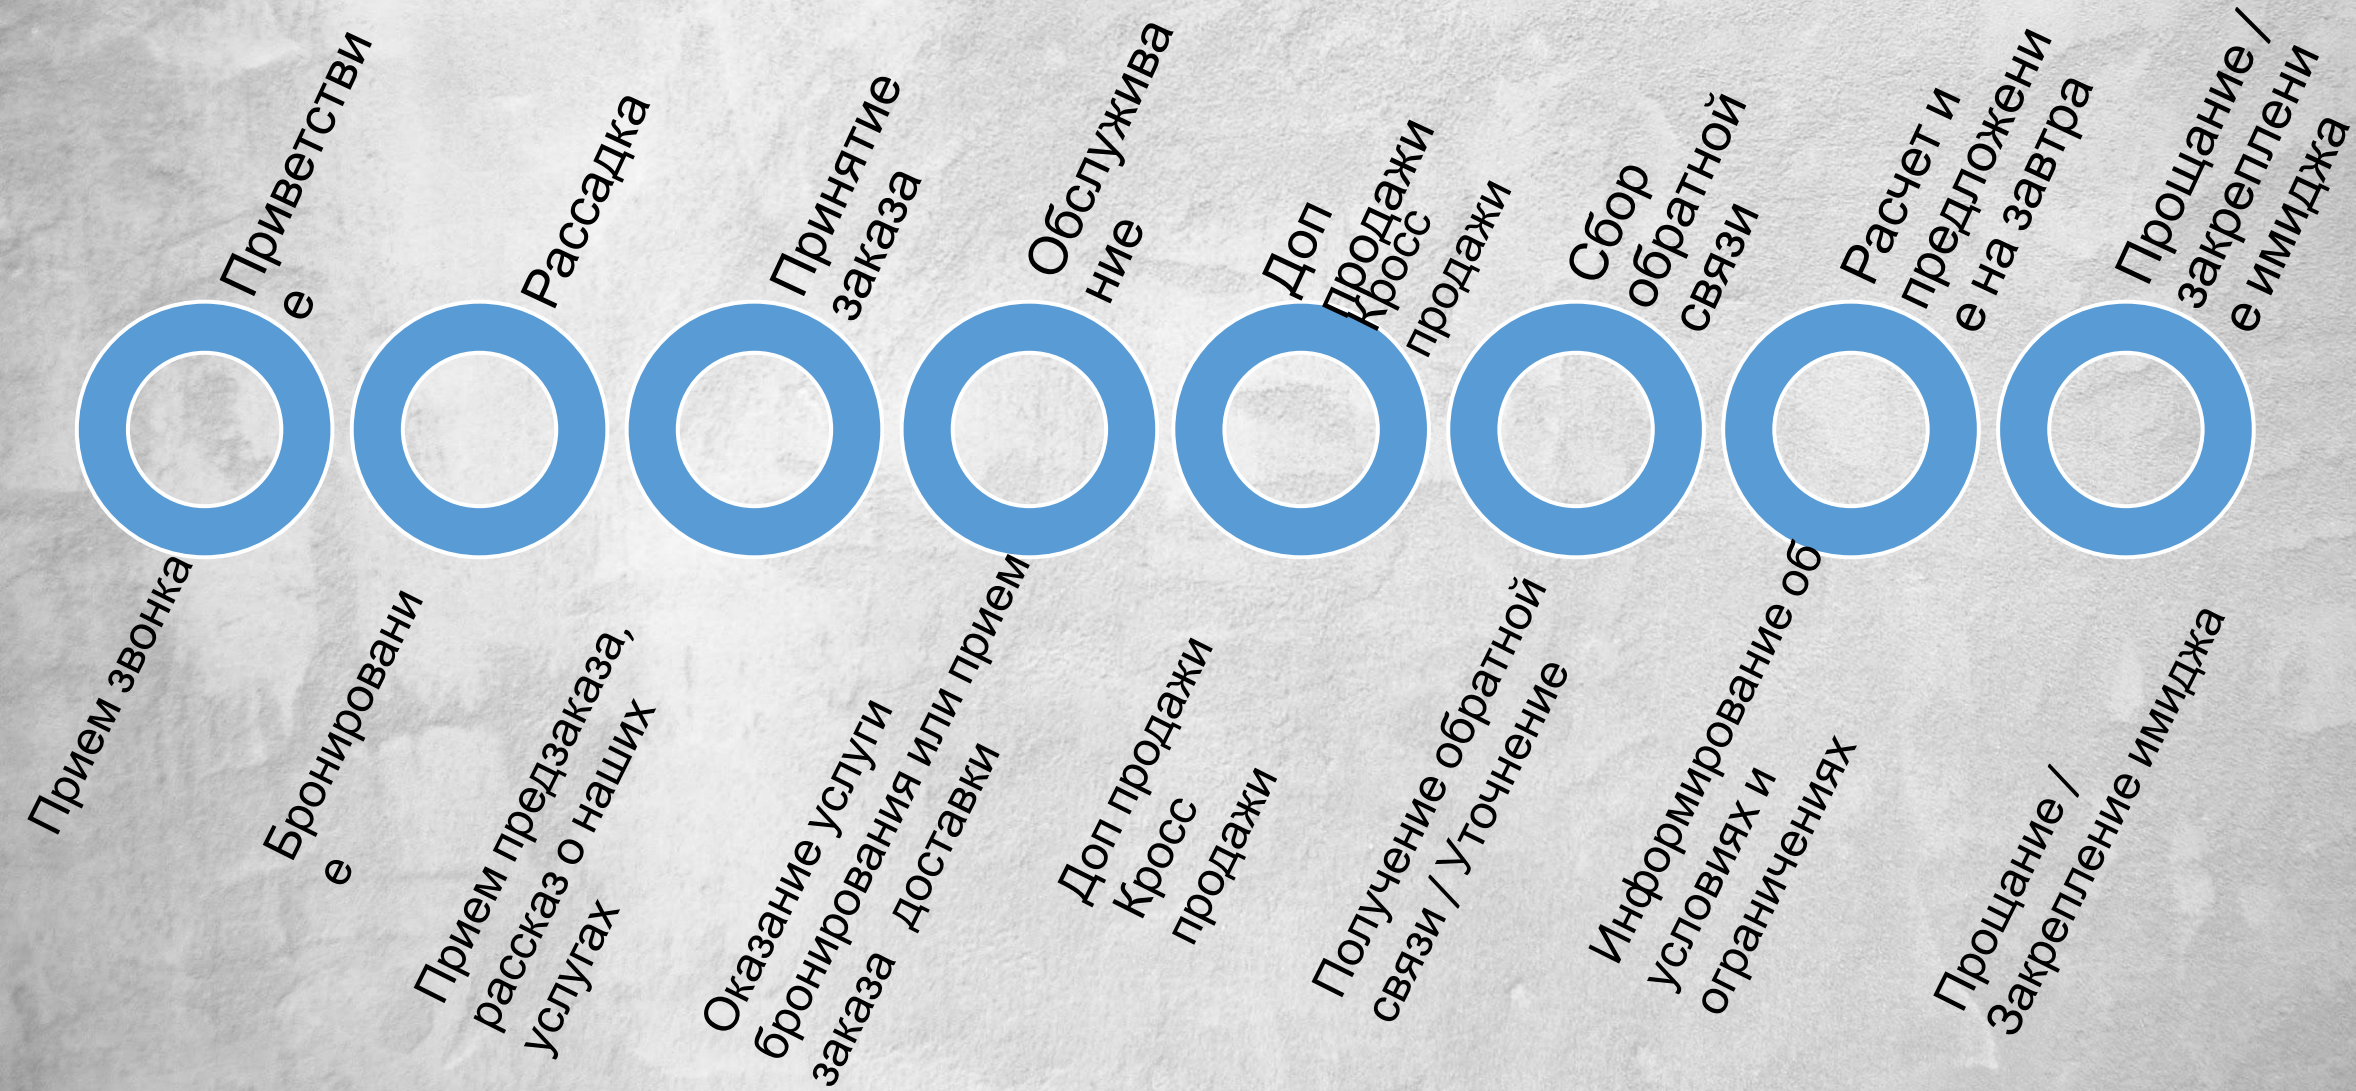 Приветстви
е
Рассадка
Принятие
заказа
Обслужива
ние
Доп
продажи
Кросс
продажи
Сбор
обратной
связи
Расчет и
предложени
е на завтра
Прощание /
закреплени
е имиджа
Прием звонка
Бронировани
е
Прием предзаказа,
рассказ о наших
услугах
Оказание услуги
бронирования или прием
заказа доставки
Доп продажи
Кросс
продажи
Получение обратной
связи / Уточнение
Информирование об
условиях и
ограничениях
Прощание /
Закрепление имиджа